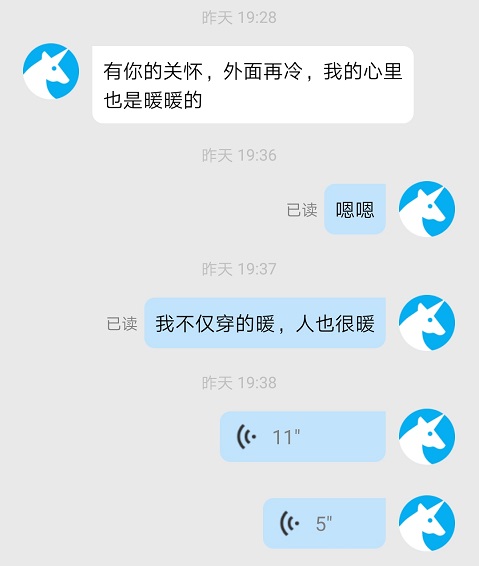 昨天 19:28
有你的关怀，外面再冷，我的心里
也是暖暖的
昨天 19:36
已读
嗯嗯
昨天 19:37
已读
我不仅穿的暖，人也很暖
昨天 19:38
11"
5"